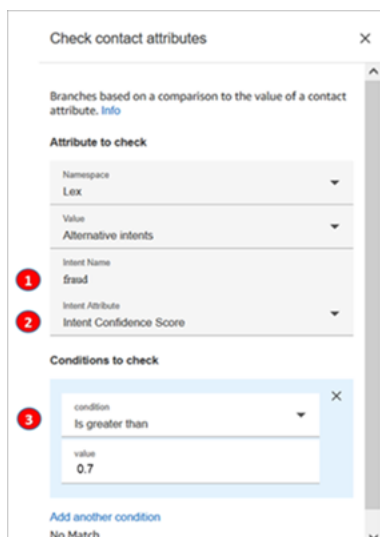 Check contact attributes
Branches based on a comparison to the value of a contact
attribute. Info
Attribute to check
Namespace
Lex
Value
Alternative intents
Intent Name
1
fraud
Intent Attribute
2
Intent Confidence Score
Conditions to check
condition
3
Is greater than
value
0.7
Add another condition
No Match